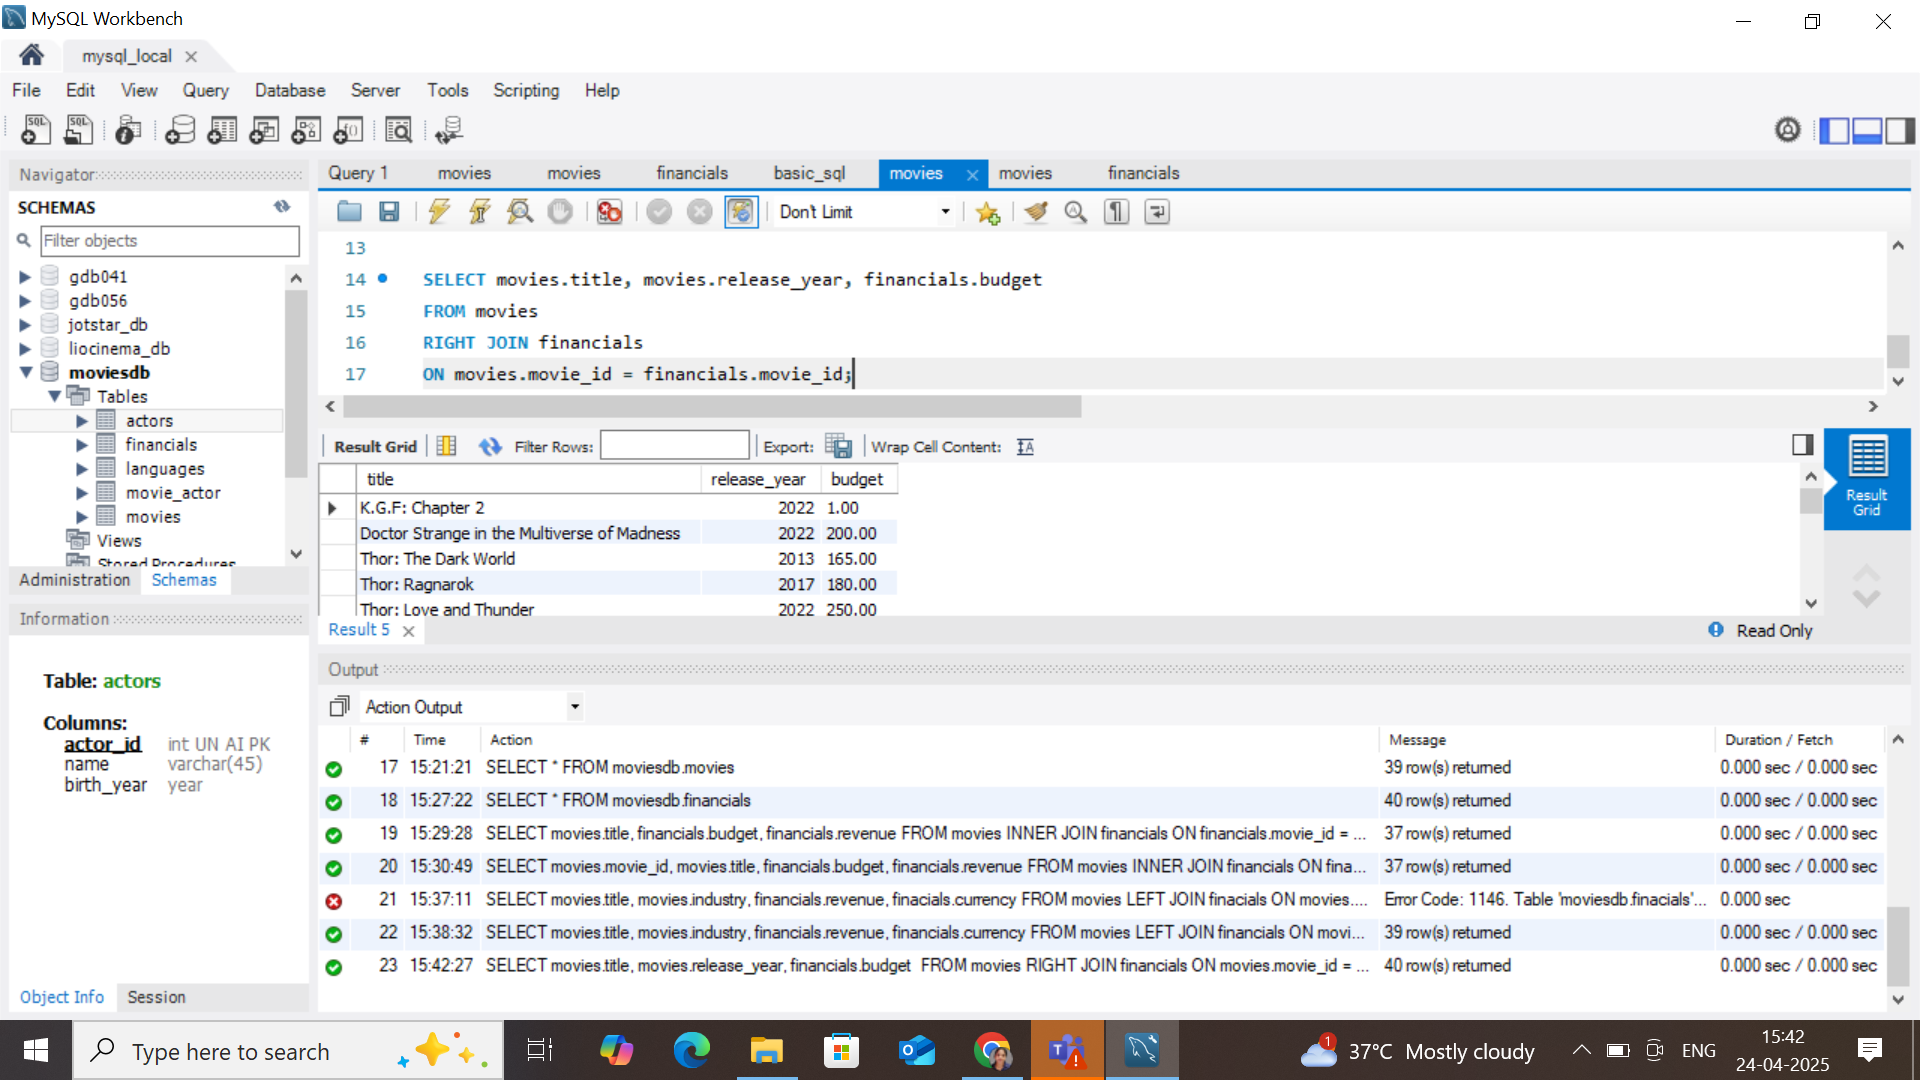 MySQL Workbench
mysql_local
File Edit View Query Database Server Tools Scripting Help
SQL SQL
Navigator
SCHEMAS
Filter objects
gdb041
gdb056
jotstar_db
liocinema_db
moviesdb
Tables
actors
financials
languages
movie_actor
movies
Views
Stored Procedures
Administration Schemas
Information
Table: actors
Columns:
actor_id int UN AI PK
name varchar(45)
birth_year year
Object Info Session
Query 1 movies movies financials basic_sql movies movies financials
Don't Limit
13
14 SELECT movies.title, movies.release_year, financials.budget
15 FROM movies
16 RIGHT JOIN financials
17 ON movies.movie_id = financials.movie_id;
Result Grid Filter Rows: Export: Wrap Cell Content:
title release_year budget
K.G.F: Chapter 2 2022 1.00
Doctor Strange in the Multiverse of Madness 2022 200.00
Thor: The Dark World 2013 165.00
Thor: Ragnarok 2017 180.00
Thor: Love and Thunder 2022 250.00
Result
Grid
Result 5
Read Only
Output
Action Output
# Time Action Message Duration / Fetch
17 15:21:21 SELECT * FROM moviesdb.movies 39 row(s) returned 0.000 sec / 0.000 sec
18 15:27:22 SELECT * FROM moviesdb.financials 40 row(s) returned 0.000 sec / 0.000 sec
19 15:29:28 SELECT movies.title, financials.budget, financials.revenue FROM movies INNER JOIN financials ON financials.movie_id = ... 37 row(s) returned 0.000 sec / 0.000 sec
20 15:30:49 SELECT movies.movie_id, movies.title, financials.budget, financials.revenue FROM movies INNER JOIN financials ON fina... 37 row(s) returned 0.000 sec / 0.000 sec
21 15:37:11 SELECT movies.title, movies.industry, financials.revenue, finacials.currency FROM movies LEFT JOIN finacials ON movies.... Error Code: 1146. Table 'moviesdb.finacials'... 0.000 sec
22 15:38:32 SELECT movies.title, movies.industry, financials.revenue, financials.currency FROM movies LEFT JOIN financials ON movi... 39 row(s) returned 0.000 sec / 0.000 sec
23 15:42:27 SELECT movies.title, movies.release_year, financials.budget FROM movies RIGHT JOIN financials ON movies.movie_id = ... 40 row(s) returned 0.000 sec / 0.000 sec
Type here to search
1
37°C Mostly cloudy
ENG
15:42
24-04-2025